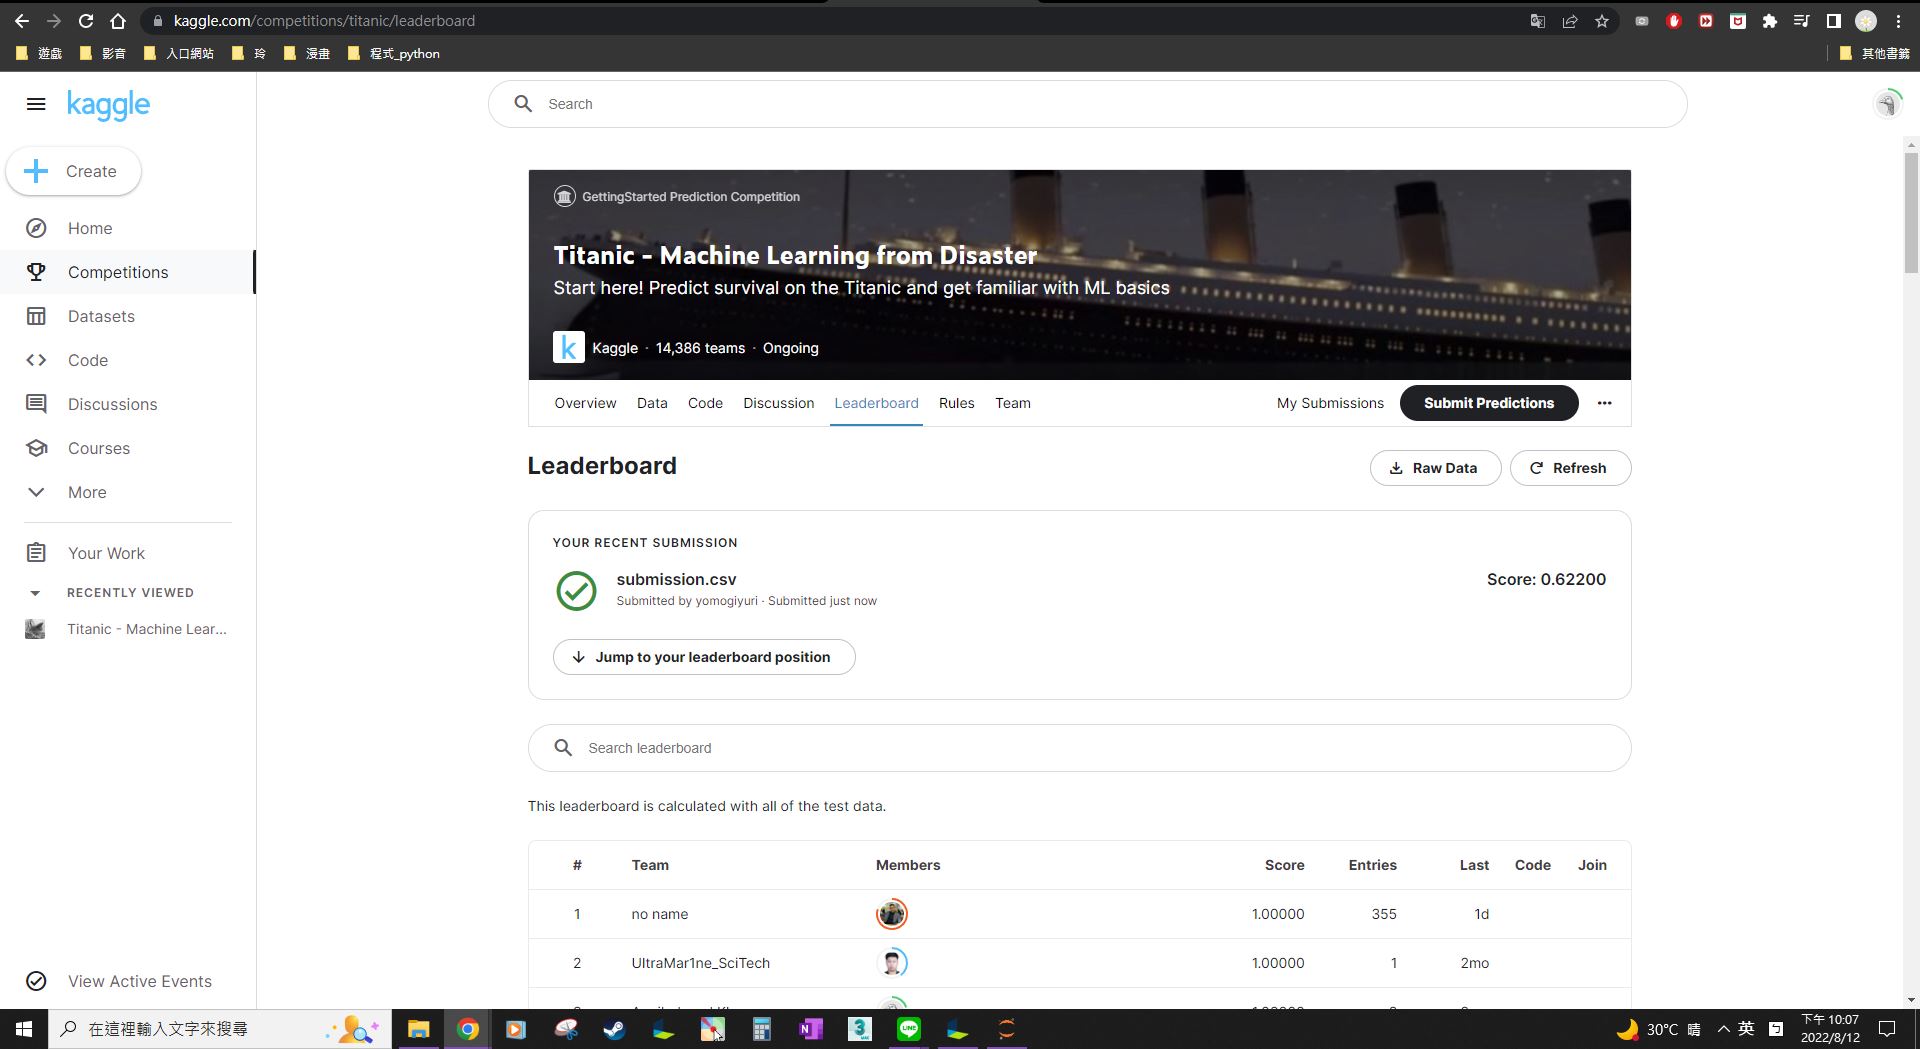 kaggle.com/competitions/titanic/leaderboard
遊戲 影音 入口網站 玲 漫畫 程式_python 其他書籤
kaggle
Search
Create
Home
Competitions
Datasets
Code
Discussions
Courses
More
Your Work
RECENTLY VIEWED
Titanic - Machine Lear...
View Active Events
GettingStarted Prediction Competition
Titanic - Machine Learning from Disaster
Start here! Predict survival on the Titanic and get familiar with ML basics
k Kaggle · 14,386 teams · Ongoing
Overview Data Code Discussion Leaderboard Rules Team My Submissions Submit Predictions
Leaderboard
Raw Data Refresh
YOUR RECENT SUBMISSION
submission.csv Score: 0.62200
Submitted by yomogiyuri · Submitted just now
Jump to your leaderboard position
Search leaderboard
This leaderboard is calculated with all of the test data.
# Team Members Score Entries Last Code Join
1 no name 1.00000 355 1d
2 UltraMar1ne_SciTech 1.00000 1 2mo
在這裡輸入文字來搜尋
30°C 晴 英
下午 10:07
2022/8/12